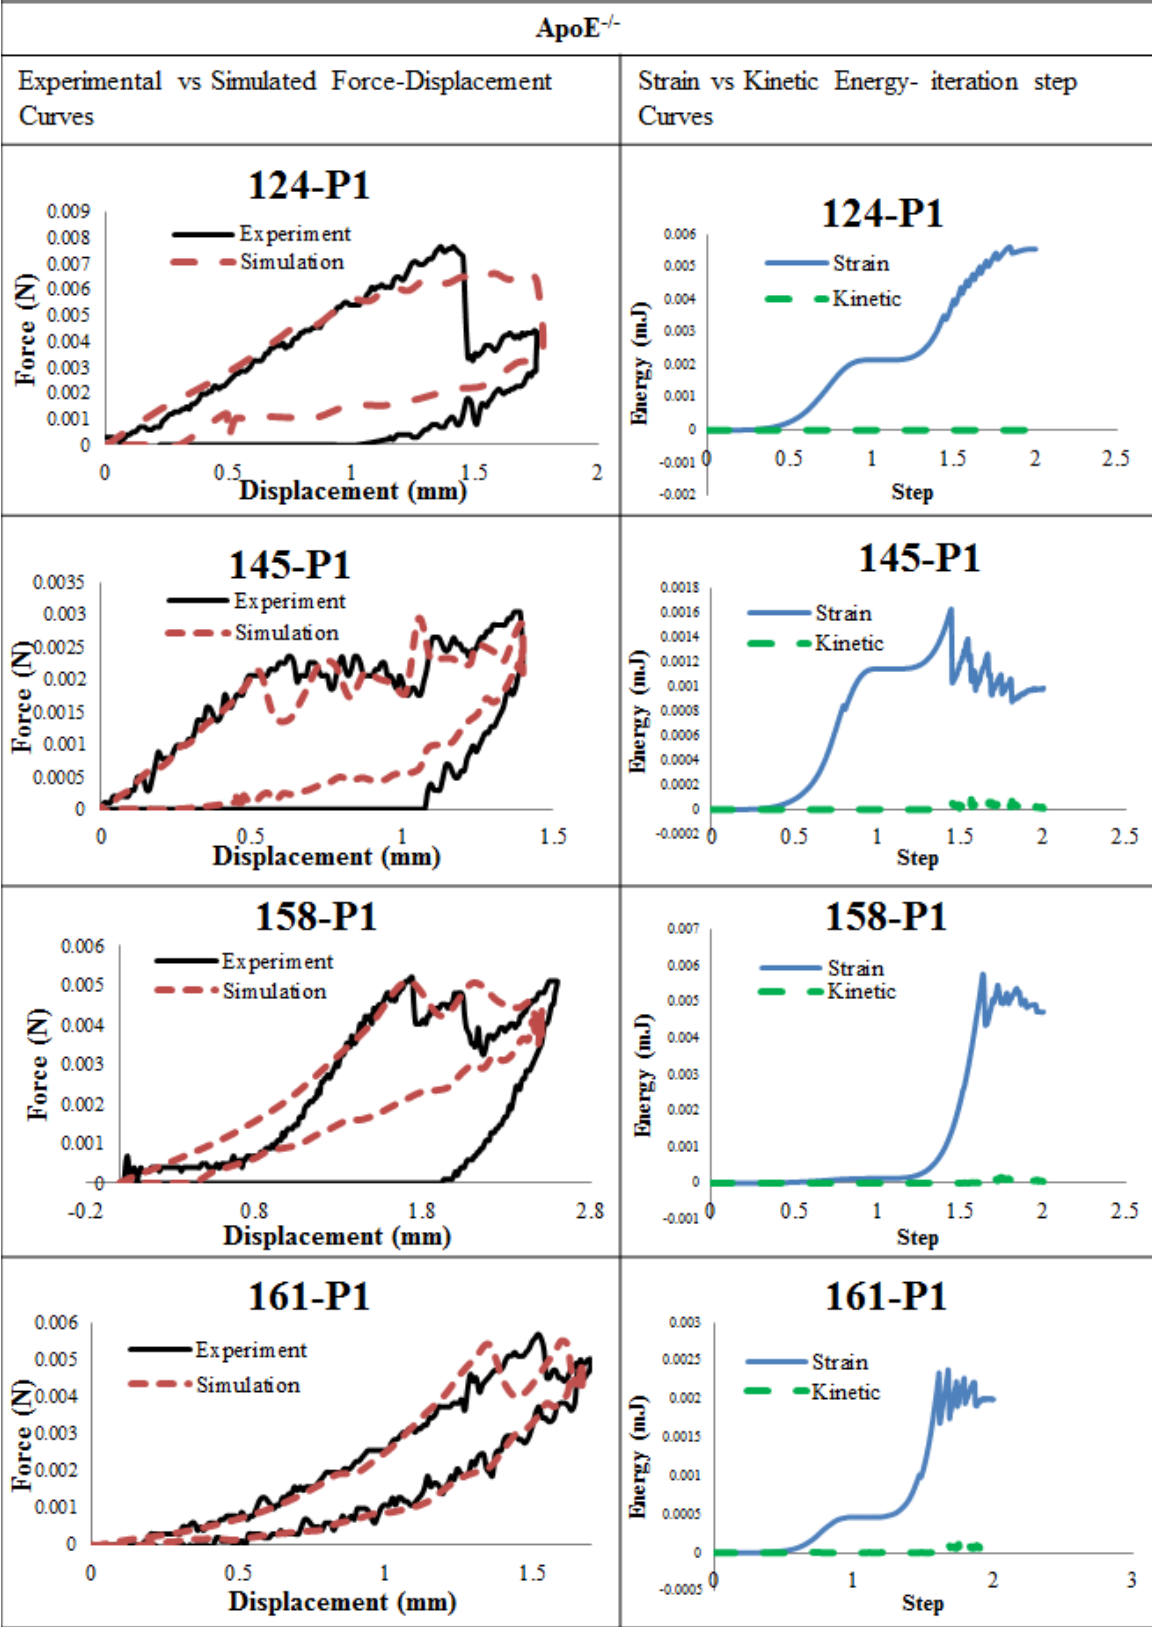 ApoE-/-
Experimental vs Simulated Force-Displacement
Curves
Strain vs Kinetic Energy- iteration step
Curves
124-P1
Experiment
Simulation
Force (N)
0.009
0.008
0.007
0.006
0.005
0.004
0.003
0.002
0.001
0
0 0.5 1 1.5 2
Displacement (mm)
124-P1
Strain
Kinetic
Energy (mJ)
0.006
0.005
0.004
0.003
0.002
0.001
0
-0.001
-0.002
0 0.5 1 1.5 2 2.5
Step
145-P1
Experiment
Simulation
Force (N)
0.0035
0.003
0.0025
0.002
0.0015
0.001
0.0005
0
0 0.5 1 1.5
Displacement (mm)
145-P1
Strain
Kinetic
Energy (mJ)
0.0018
0.0016
0.0014
0.0012
0.001
0.0008
0.0006
0.0004
0.0002
0
-0.0002
0 0.5 1 1.5 2 2.5
Step
158-P1
Experiment
Simulation
Force (N)
0.006
0.005
0.004
0.003
0.002
0.001
0
-0.2 0.8 1.8 2.8
Displacement (mm)
158-P1
Strain
Kinetic
Energy (mJ)
0.007
0.006
0.005
0.004
0.003
0.002
0.001
0
-0.001
0 0.5 1 1.5 2 2.5
Step
161-P1
Experiment
Simulation
Force (N)
0.006
0.005
0.004
0.003
0.002
0.001
0
0 0.5 1 1.5
Displacement (mm)
161-P1
Strain
Kinetic
Energy (mJ)
0.003
0.0025
0.002
0.0015
0.001
0.0005
0
-0.0005
0 1 2 3
Step